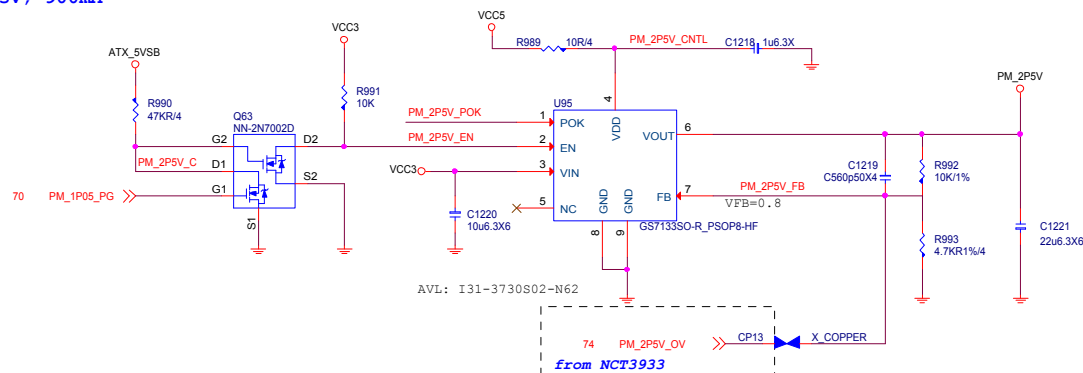 VCC5
VCC3
ATX_5VSB
R989
10R/4
PM_2P5V_CNTL
C1218
1u6.3X
PM_2P5V
R990
47KR/4
R991
10K
Q63
NN-2N7002D
G2
D2
PM_2P5V_C
D1
S2
70
PM_1P05_PG
G1
S1
PM_2P5V_POK
PM_2P5V_EN
VCC3
U95
4
1
POK
VDD
VOUT
6
2
EN
3
VIN
5
NC
GND
GND
FB
7
8
9
GS7133SO-R_PSOP8-HF
C1220
10u6.3X6
PM_2P5V_FB
VFB=0.8
C1219
C560p50X4
R992
10K/1%
R993
4.7KR1%/4
C1221
22u6.3X6
AVL: I31-3730S02-N62
74
PM_2P5V_OV
CP13
X_COPPER
from NCT3933